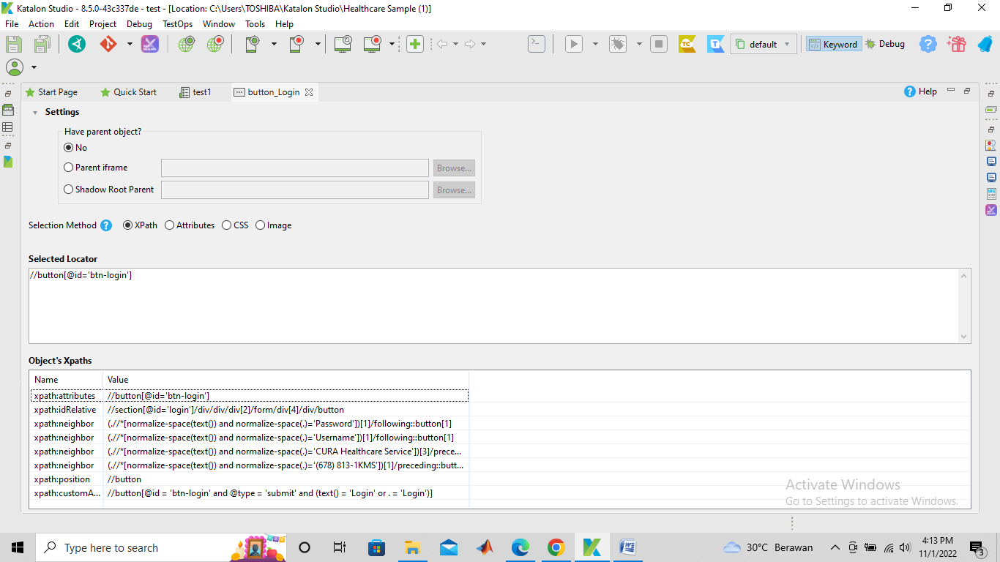 Katalon Studio - 8.5.0-43c337de - test - [Location: C:\Users\TOSHIBA\Katalon Studio\Healthcare Sample (1)]
File Action Edit Project Debug TestOps Window Tools Help
TC T default Keyword Debug
Start Page Quick Start test1 button_Login Help
Settings
Have parent object?
No
Parent iframe Browse...
Shadow Root Parent Browse...
Selection Method ? XPath Attributes CSS Image
Selected Locator
//button[@id='btn-login']
Object's Xpaths
Name Value
xpath:attributes //button[@id='btn-login']
xpath:idRelative //section[@id='login']/div/div/div[2]/form/div[4]/div/button
xpath:neighbor (.//*[normalize-space(text()) and normalize-space(.)='Password'])[1]/following::button[1]
xpath:neighbor (.//*[normalize-space(text()) and normalize-space(.)='Username'])[1]/following::button[1]
xpath:neighbor (.//*[normalize-space(text()) and normalize-space(.)='CURA Healthcare Service'])[3]/prece...
xpath:neighbor (.//*[normalize-space(text()) and normalize-space(.)='(678) 813-1KMS'])[1]/preceding::butt...
xpath:position //button
xpath:customA... //button[@id = 'btn-login' and @type = 'submit' and (text() = 'Login' or . = 'Login')]
Activate Windows
Go to Settings to activate Windows.
Type here to search
30°C Berawan
4:13 PM
11/1/2022
3